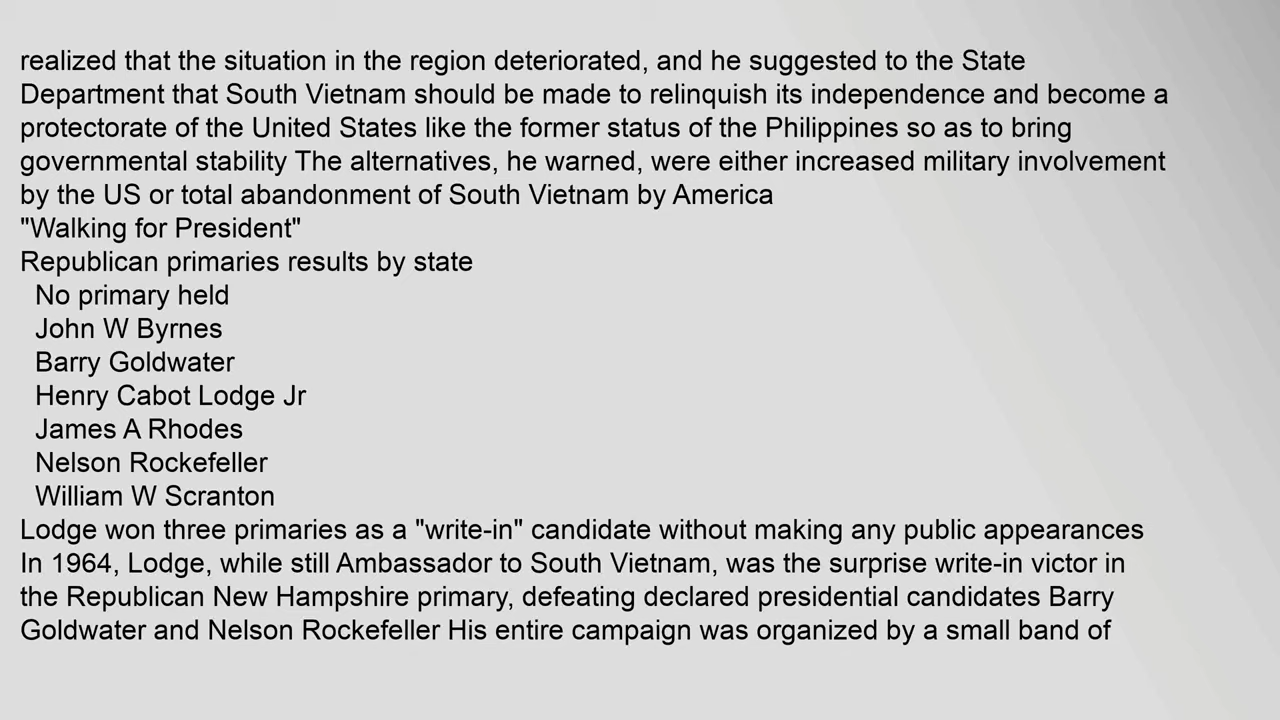 realized that the situation in the region deteriorated, and he suggested to the State
Department that South Vietnam should be made to relinquish its independence and become a
protectorate of the United States like the former status of the Philippines so as to bring
governmental stability The alternatives, he warned, were either increased military involvement
by the US or total abandonment of South Vietnam by America
"Walking for President"
Republican primaries results by state
No primary held
John W Byrnes
Barry Goldwater
Henry Cabot Lodge Jr
James A Rhodes
Nelson Rockefeller
William W Scranton
Lodge won three primaries as a "write-in" candidate without making any public appearances
In 1964, Lodge, while still Ambassador to South Vietnam, was the surprise write-in victor in
the Republican New Hampshire primary, defeating declared presidential candidates Barry
Goldwater and Nelson Rockefeller His entire campaign was organized by a small band of